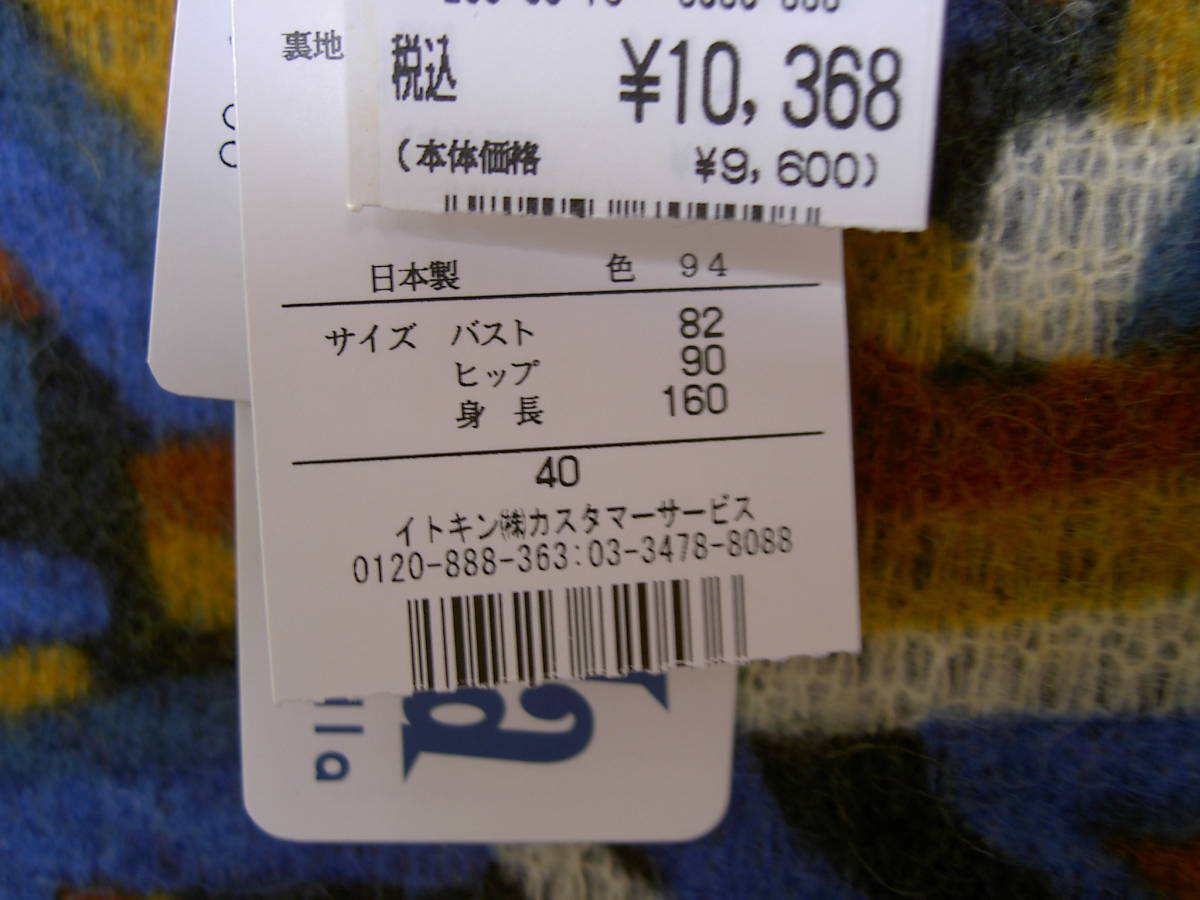 裏地
税込 ¥10,368
(本体価格 ¥9,600)
日本製 色 94
サイズ バスト 82
ヒップ 90
身長 160
40
イトキン㈱カスタマーサービス
0120-888-363:03-3478-8088
lla
a